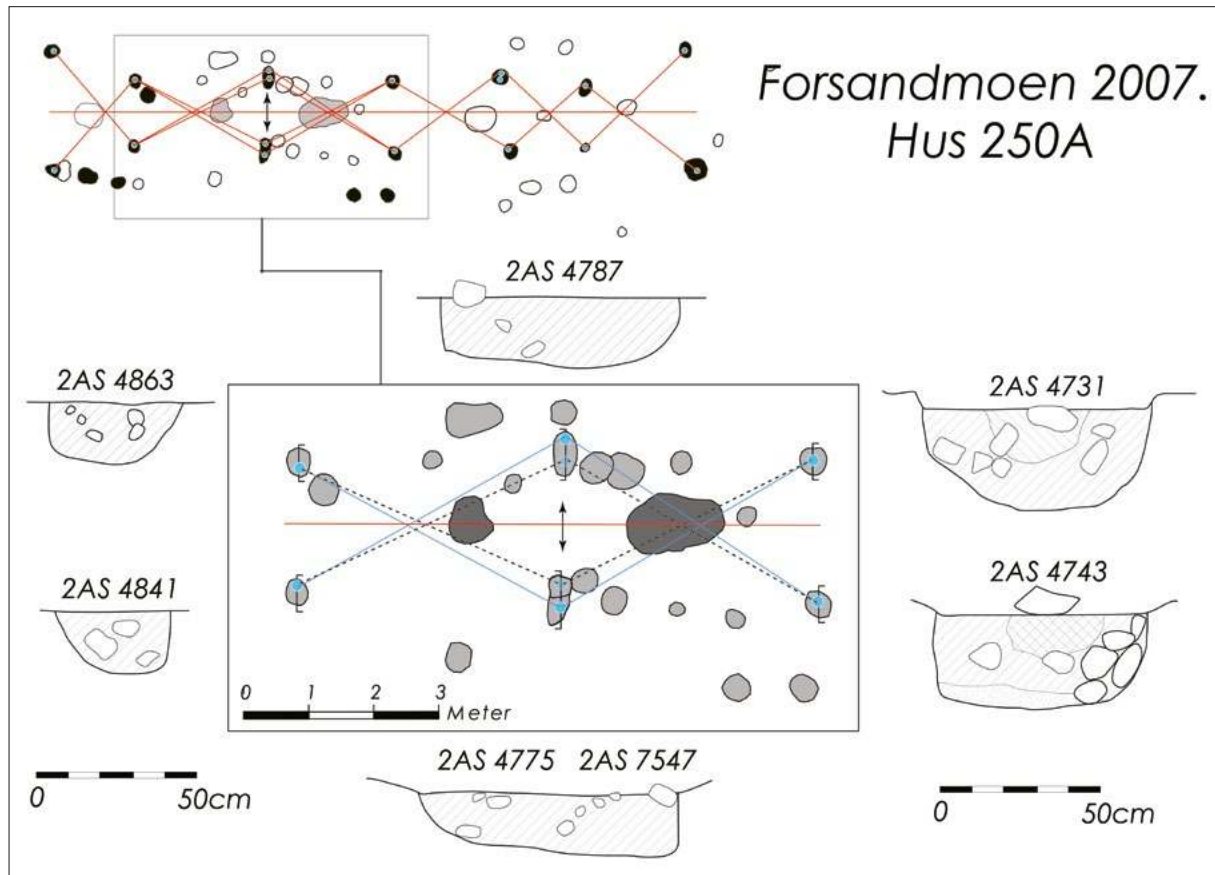 Forsandmoen 2007.
Hus 250A
2AS 4787
2AS 4863
2AS 4731
2AS 4841
2AS 4743
0 1 2 3
Meter
2AS 4775 2AS 7547
0 50cm
0 50cm